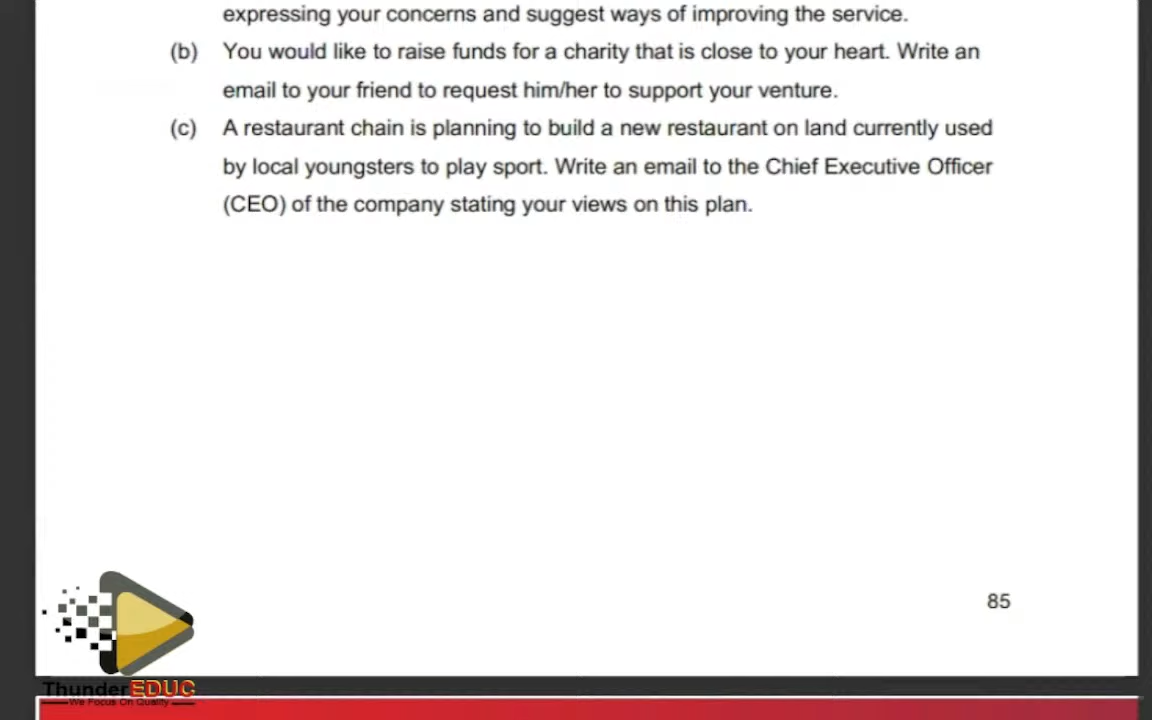 expressing your concerns and suggest ways of improving the service.
(b) You would like to raise funds for a charity that is close to your heart. Write an
email to your friend to request him/her to support your venture.
(c) A restaurant chain is planning to build a new restaurant on land currently used
by local youngsters to play sport. Write an email to the Chief Executive Officer
(CEO) of the company stating your views on this plan.
85
ThunderEDUC
We Focus On Quality